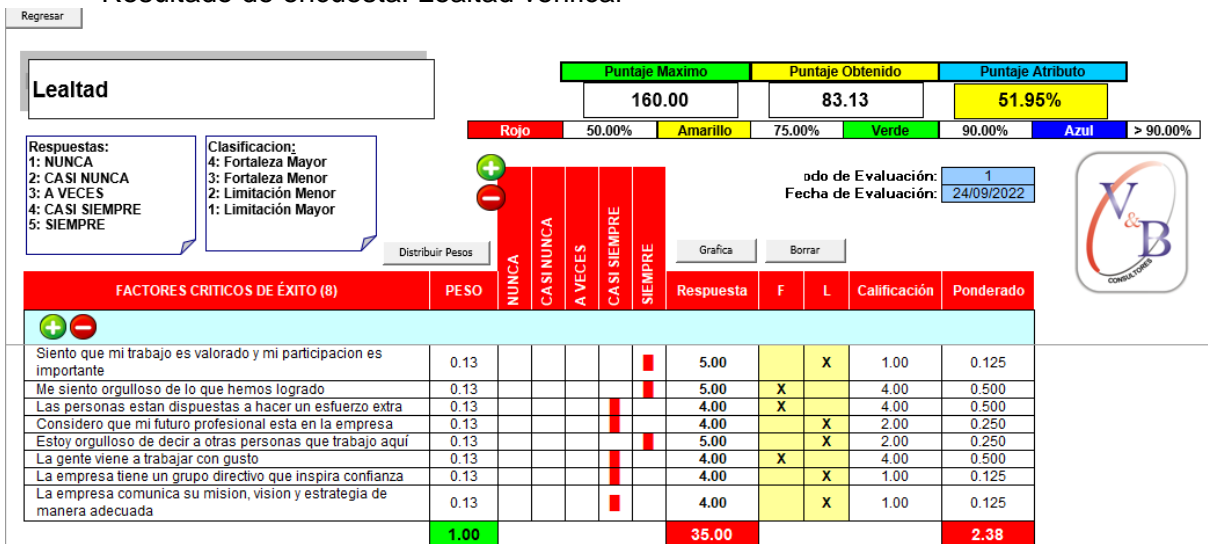 Resultado de encuesta: Lealtad verifical
Regresar
Lealtad
Puntaje Maximo Puntaje Obtenido Puntaje Atributo
160.00 83.13 51.95%
Rojo 50.00% Amarillo 75.00% Verde 90.00% Azul > 90.00%
Respuestas:
1: NUNCA
2: CASI NUNCA
3: A VECES
4: CASI SIEMPRE
5: SIEMPRE
Clasificacion:
4: Fortaleza Mayor
3: Fortaleza Menor
2: Limitación Menor
1: Limitación Mayor
odo de Evaluación: 1
Fecha de Evaluación: 24/09/2022
V&B
CONSULTORES
Distribuir Pesos Grafica Borrar
FACTORES CRITICOS DE ÉXITO (8) PESO NUNCA CASI NUNCA A VECES CASI SIEMPRE SIEMPRE Respuesta F L Calificación Ponderado
Siento que mi trabajo es valorado y mi participacion es
importante 0.13 5.00 X 1.00 0.125
Me siento orgulloso de lo que hemos logrado 0.13 5.00 X 4.00 0.500
Las personas estan dispuestas a hacer un esfuerzo extra 0.13 4.00 X 4.00 0.500
Considero que mi futuro profesional esta en la empresa 0.13 4.00 X 2.00 0.250
Estoy orgulloso de decir a otras personas que trabajo aquí 0.13 5.00 X 2.00 0.250
La gente viene a trabajar con gusto 0.13 4.00 X 4.00 0.500
La empresa tiene un grupo directivo que inspira confianza 0.13 4.00 X 1.00 0.125
La empresa comunica su mision, vision y estrategia de
manera adecuada 0.13 4.00 X 1.00 0.125
1.00 35.00 2.38